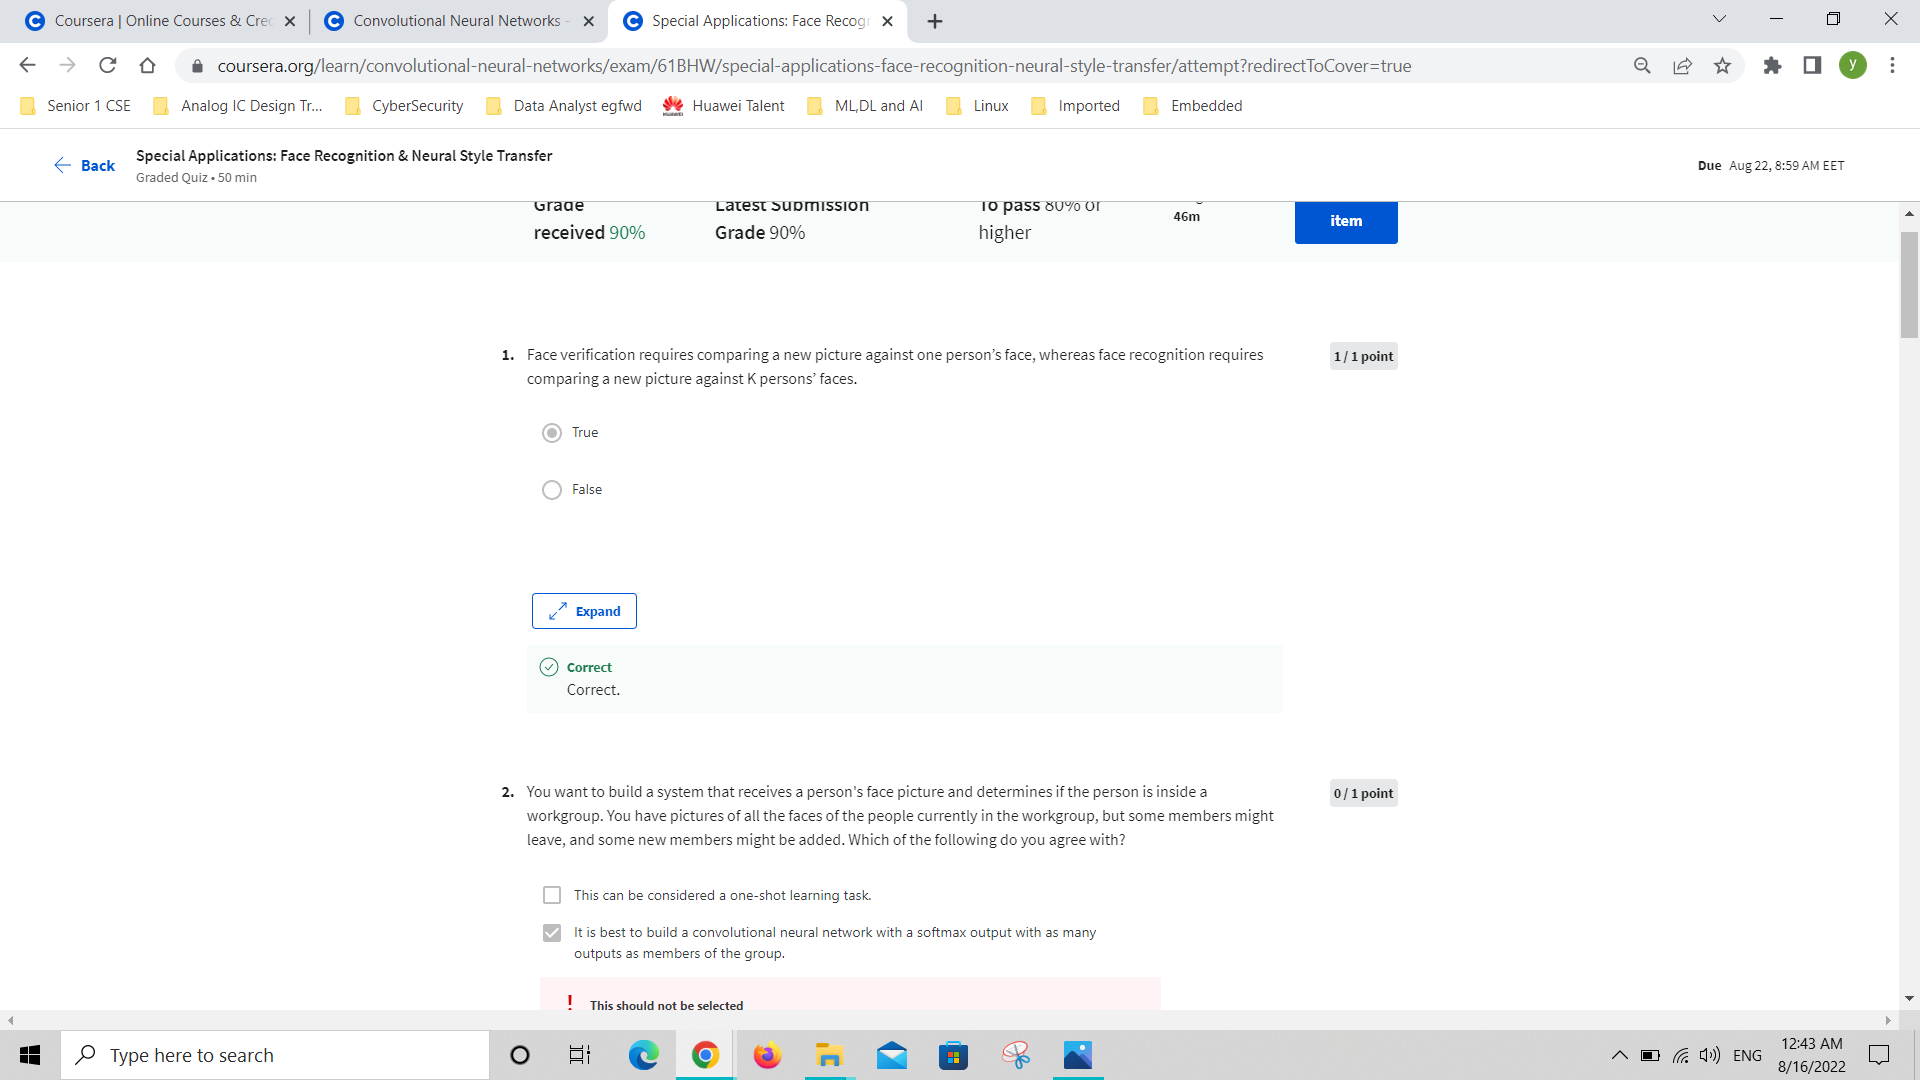 Coursera | Online Courses & Cre
Convolutional Neural Networks -
Special Applications: Face Recog
coursera.org/learn/convolutional-neural-networks/exam/61BHW/special-applications-face-recognition-neural-style-transfer/attempt?redirectToCover=true
y
Senior 1 CSE
Analog IC Design Tr...
CyberSecurity
Data Analyst egfwd
Huawei Talent
ML,DL and AI
Linux
Imported
Embedded
Back
Special Applications: Face Recognition & Neural Style Transfer
Graded Quiz • 50 min
Due Aug 22, 8:59 AM EET
Grade
received 90%
Latest Submission
Grade 90%
To pass 80% or
higher
46m
item
1. Face verification requires comparing a new picture against one person’s face, whereas face recognition requires
comparing a new picture against K persons’ faces.
1 / 1 point
True
False
Expand
Correct
Correct.
2. You want to build a system that receives a person's face picture and determines if the person is inside a
workgroup. You have pictures of all the faces of the people currently in the workgroup, but some members might
leave, and some new members might be added. Which of the following do you agree with?
0 / 1 point
This can be considered a one-shot learning task.
It is best to build a convolutional neural network with a softmax output with as many
outputs as members of the group.
! This should not be selected
Type here to search
ENG
12:43 AM
8/16/2022